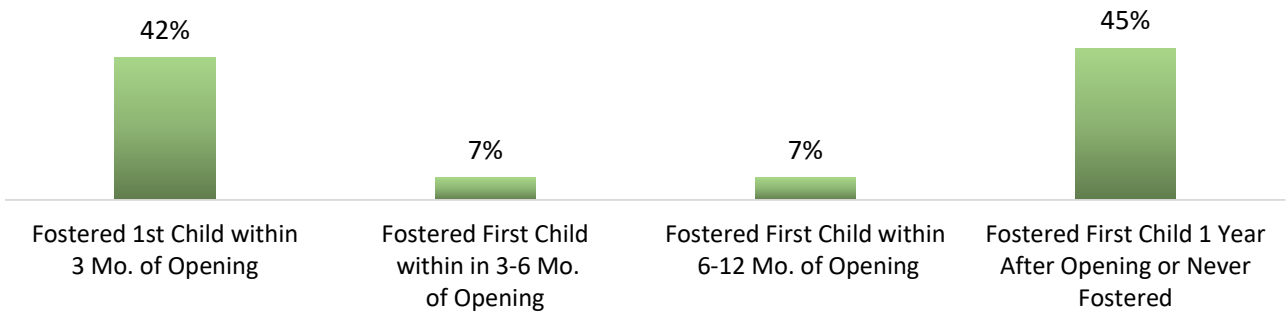 42%
7%
7%
45%
Fostered 1st Child within
3 Mo. of Opening
Fostered First Child
within in 3-6 Mo.
of Opening
Fostered First Child within
6-12 Mo. of Opening
Fostered First Child 1 Year
After Opening or Never
Fostered